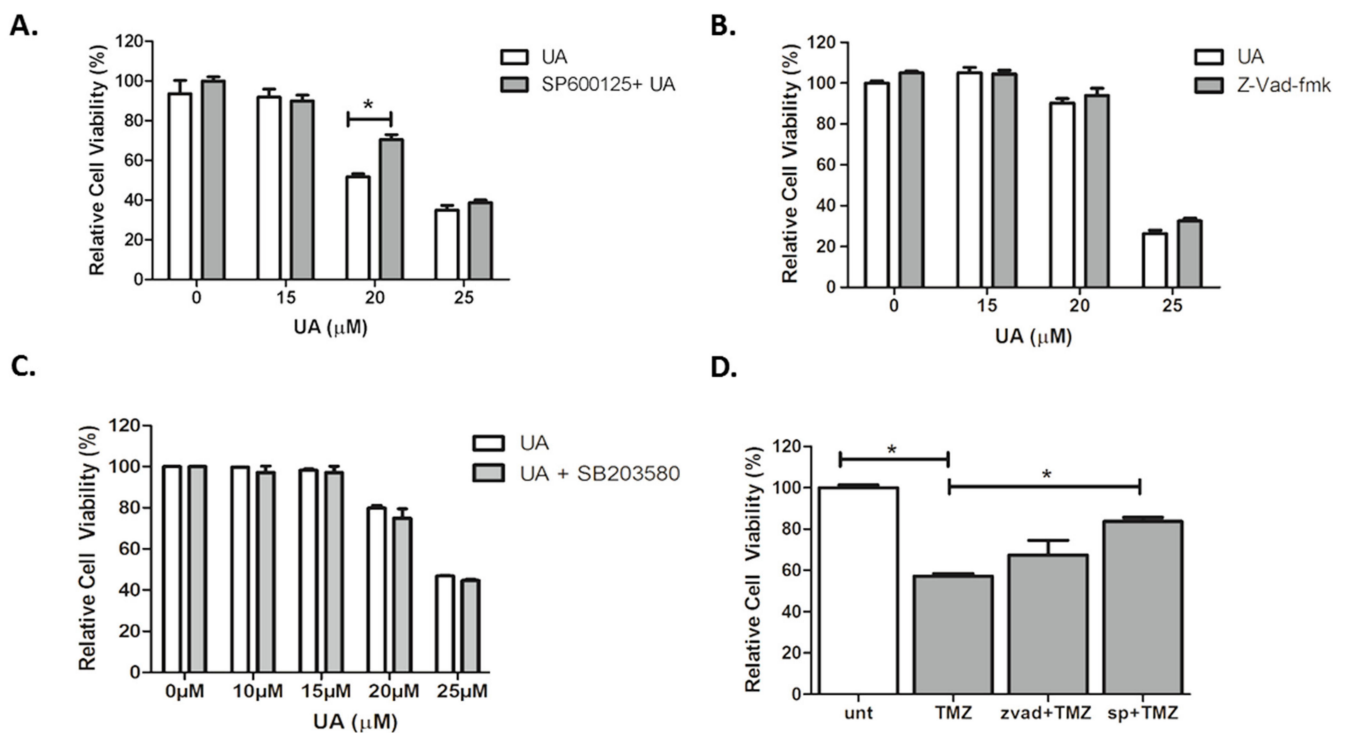 A.
Relative Cell Viability (%)
120
100
80
60
40
20
0
*
UA
SP600125+ UA
0 15 20 25
UA (μM)
B.
Relative Cell Viability (%)
120
100
80
60
40
20
0
UA
Z-Vad-fmk
0 15 20 25
UA (μM)
C.
Relative Cell Viability (%)
120
100
80
60
40
20
0
UA
UA + SB203580
0μM 10μM 15μM 20μM 25μM
UA (μM)
D.
Relative Cell Viability (%)
120
100
80
60
40
20
0
*
*
unt TMZ zvad+TMZ sp+TMZ